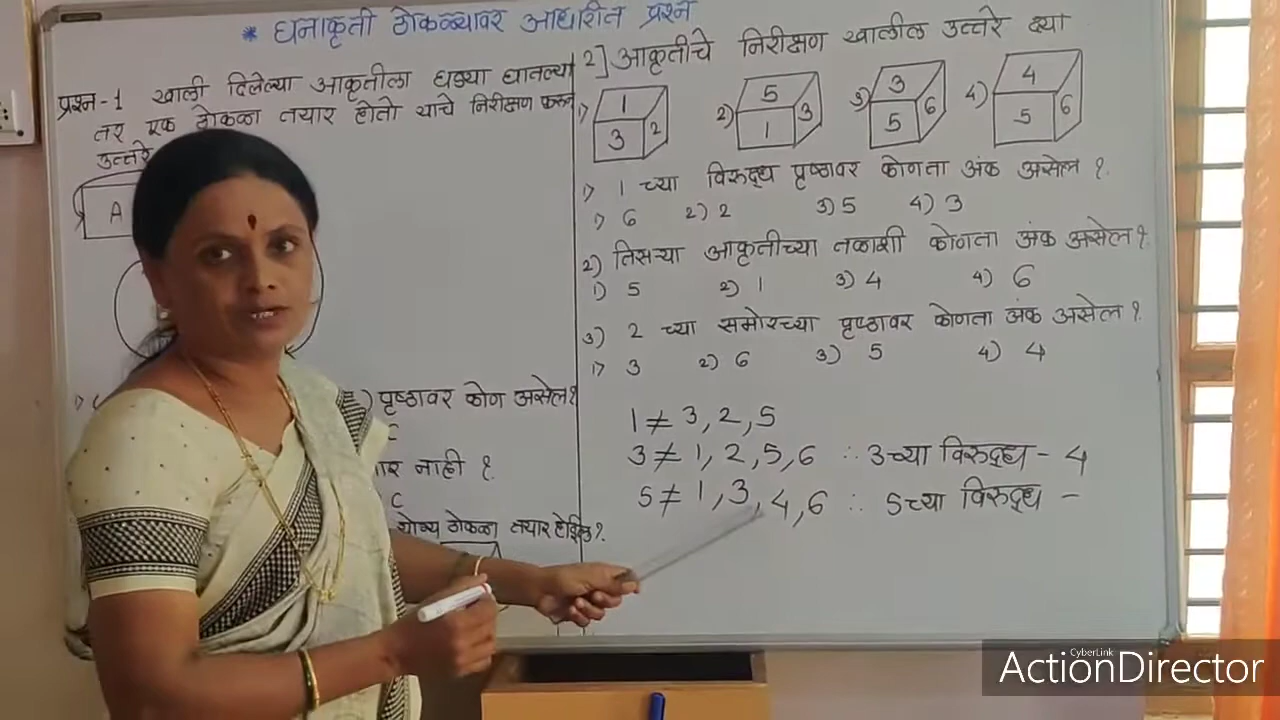 * घनाकृती ठोकळ्यावर आधारित प्रश्न
प्रश्न-1 खाली दिलेल्या आकृतीला घड्या घातल्या
तर एक ठोकळा तयार होतो याचे निरीक्षण करून
उत्तरे
A
पृष्ठावर कोण असेल?
C
नाही ?
C
योग्य ठोकळा तयार होईल?
2] आकृतीचे निरीक्षण खालील उत्तरे द्या
1) 1 3 2
2) 5 1 3
3) 3 5 6
4) 4 5 6
1) 1 च्या विरुद्ध पृष्ठावर कोणता अंक असेल ?
1) 6 2) 2 3) 5 4) 3
2) तिसऱ्या आकृतीच्या तळाशी कोणता अंक असेल ?
1) 5 2) 1 3) 4 4) 6
3) 2 च्या समोरच्या पृष्ठावर कोणता अंक असेल ?
1) 3 2) 6 3) 5 4) 4
1 ≠ 3, 2, 5
3 ≠ 1, 2, 5, 6 ∴ 3च्या विरुद्ध - 4
5 ≠ 1, 3, 4, 6 ∴ 5च्या विरुद्ध -
CyberLink
ActionDirector